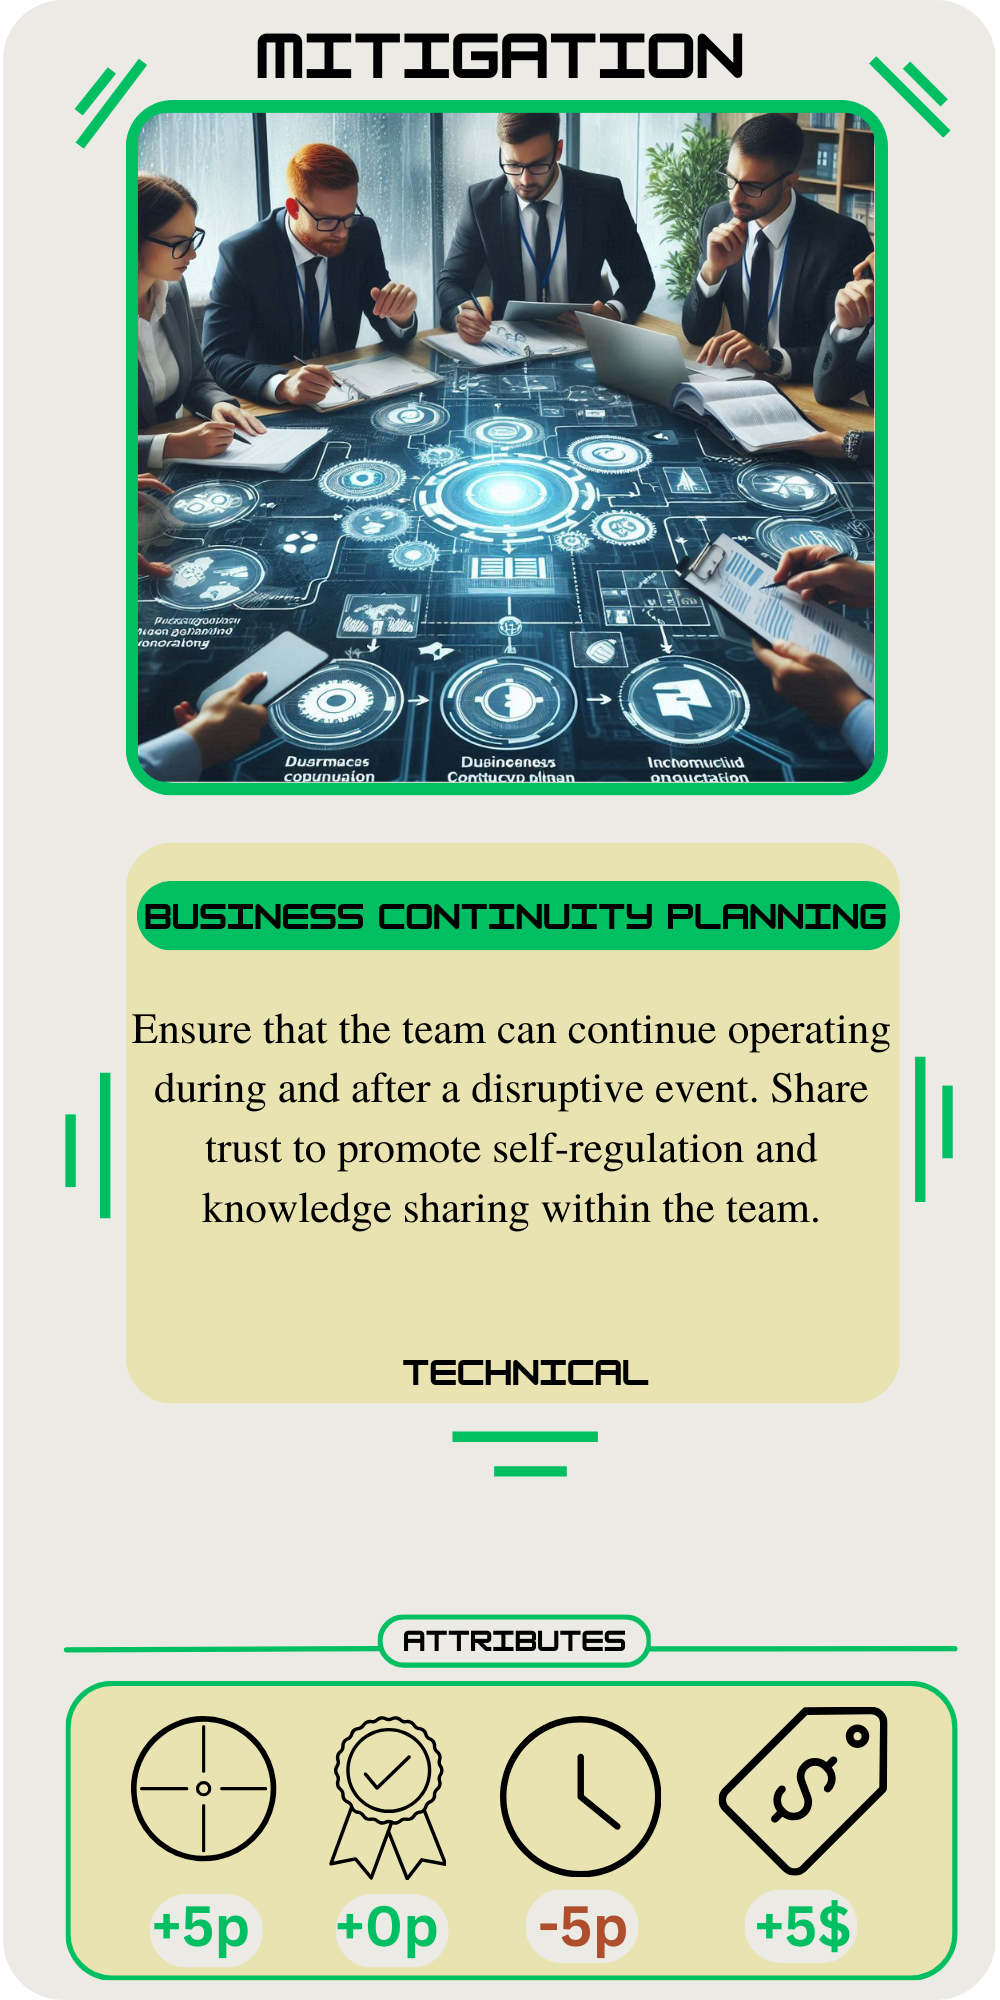 MITIGATION
BUSINESS CONTINUITY PLANNING
Ensure that the team can continue operating
during and after a disruptive event. Share
trust to promote self-regulation and
knowledge sharing within the team.
TECHNICAL
ATTRIBUTES
+5p +0p -5p +5$